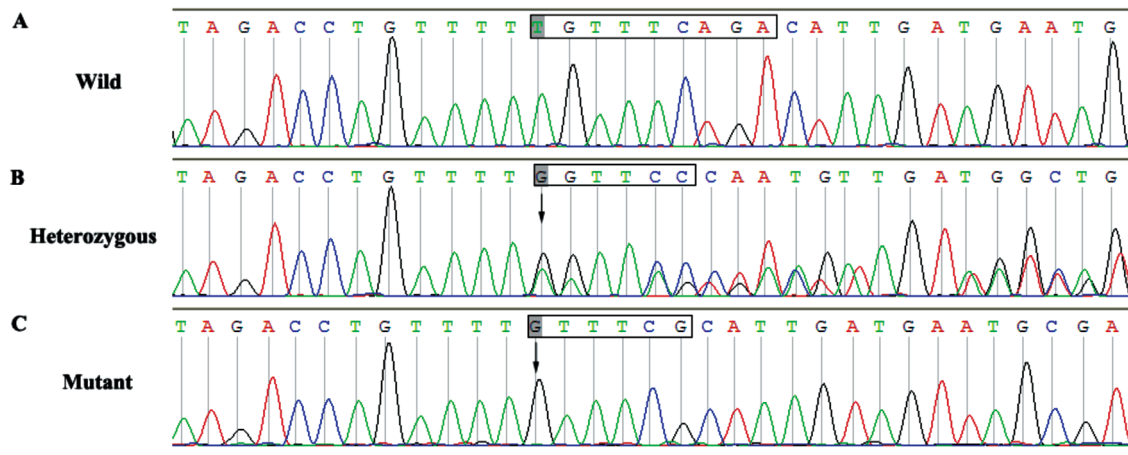 A
T A G A C C T G T T T T T G T T T C A G A C A T T G A T G A A T G
Wild
B
T A G A C C T G T T T T G G T T C C C A A T G T T G A T G G C T G
Heterozygous
C
T A G A C C T G T T T T G T T T C G C A T T G A T G A A T G C G A
Mutant